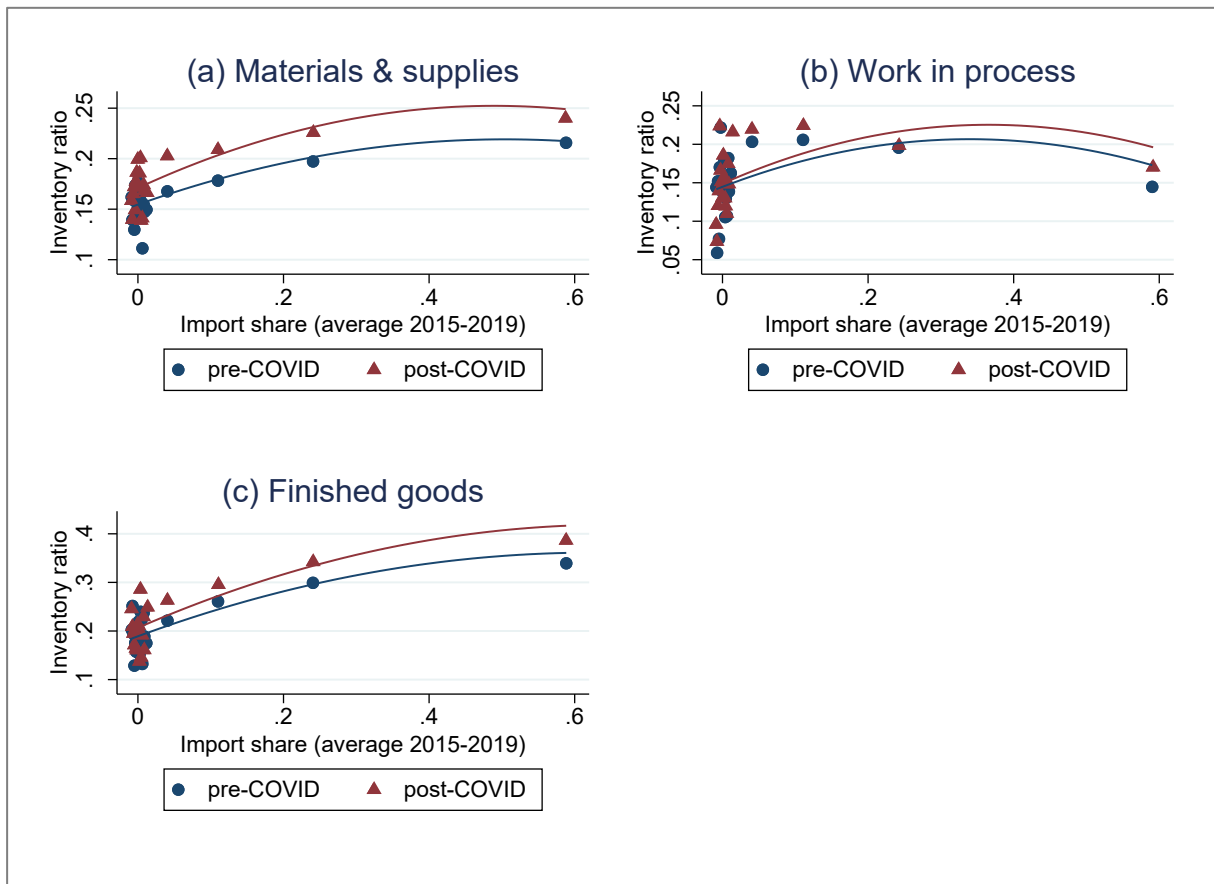 (a) Materials & supplies
Inventory ratio
.1 .15 .2 .25
0 .2 .4 .6
Import share (average 2015-2019)
pre-COVID post-COVID
(b) Work in process
Inventory ratio
.05 .1 .15 .2 .25
0 .2 .4 .6
Import share (average 2015-2019)
pre-COVID post-COVID
(c) Finished goods
Inventory ratio
.1 .2 .3 .4
0 .2 .4 .6
Import share (average 2015-2019)
pre-COVID post-COVID